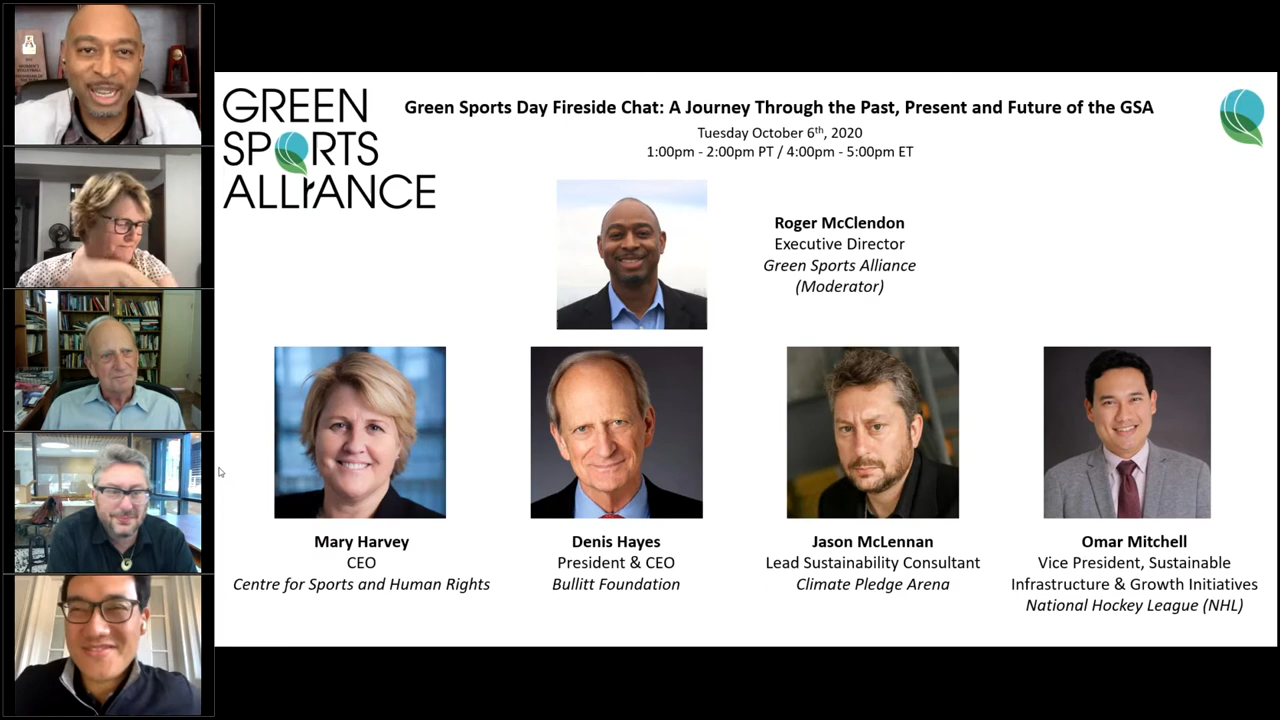 GREEN
SPORTS
ALLIANCE
Green Sports Day Fireside Chat: A Journey Through the Past, Present and Future of the GSA
Tuesday October 6th, 2020
1:00pm - 2:00pm PT / 4:00pm - 5:00pm ET
Roger McClendon
Executive Director
Green Sports Alliance
(Moderator)
Mary Harvey
CEO
Centre for Sports and Human Rights
Denis Hayes
President & CEO
Bullitt Foundation
Jason McLennan
Lead Sustainability Consultant
Climate Pledge Arena
Omar Mitchell
Vice President, Sustainable
Infrastructure & Growth Initiatives
National Hockey League (NHL)